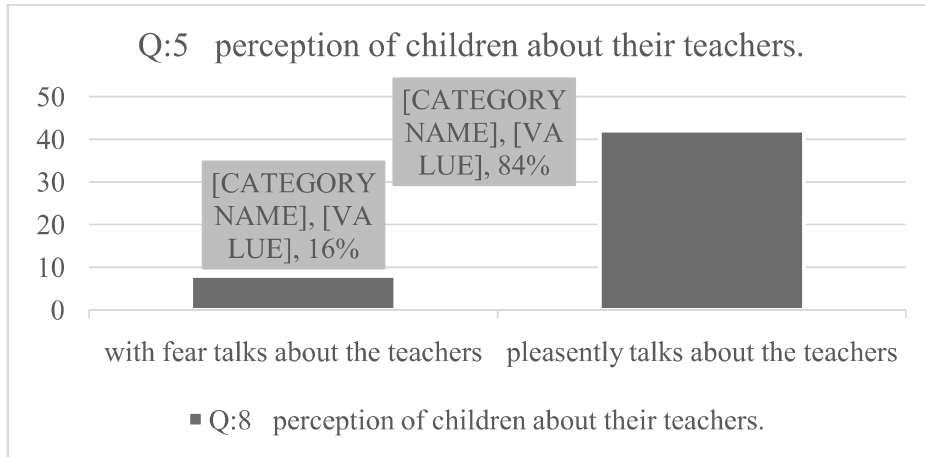 Q:5 perception of children about their teachers.
50
40
30
20
10
0
[CATEGORY
NAME], [VA
LUE], 16%
[CATEGORY
NAME], [VA
LUE], 84%
with fear talks about the teachers
pleasently talks about the teachers
Q:8 perception of children about their teachers.